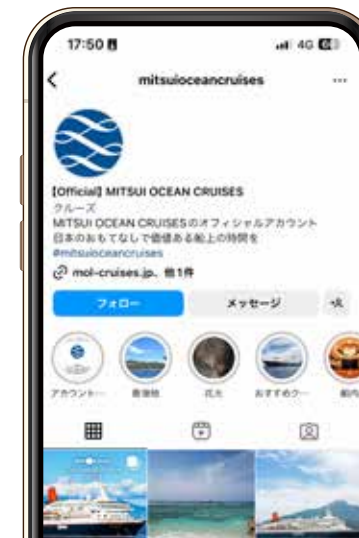 17:50
4G
mitsuioceancruises
[Official] MITSUI OCEAN CRUISES
クルーズ
MITSUI OCEAN CRUISESのオフィシャルアカウント
日本のおもてなしで価値ある船上の時間を
#mitsuioceancruises
mol-cruises.jp、他1件
フォロー
メッセージ
アカウント…
花火
おすすめク…
船内